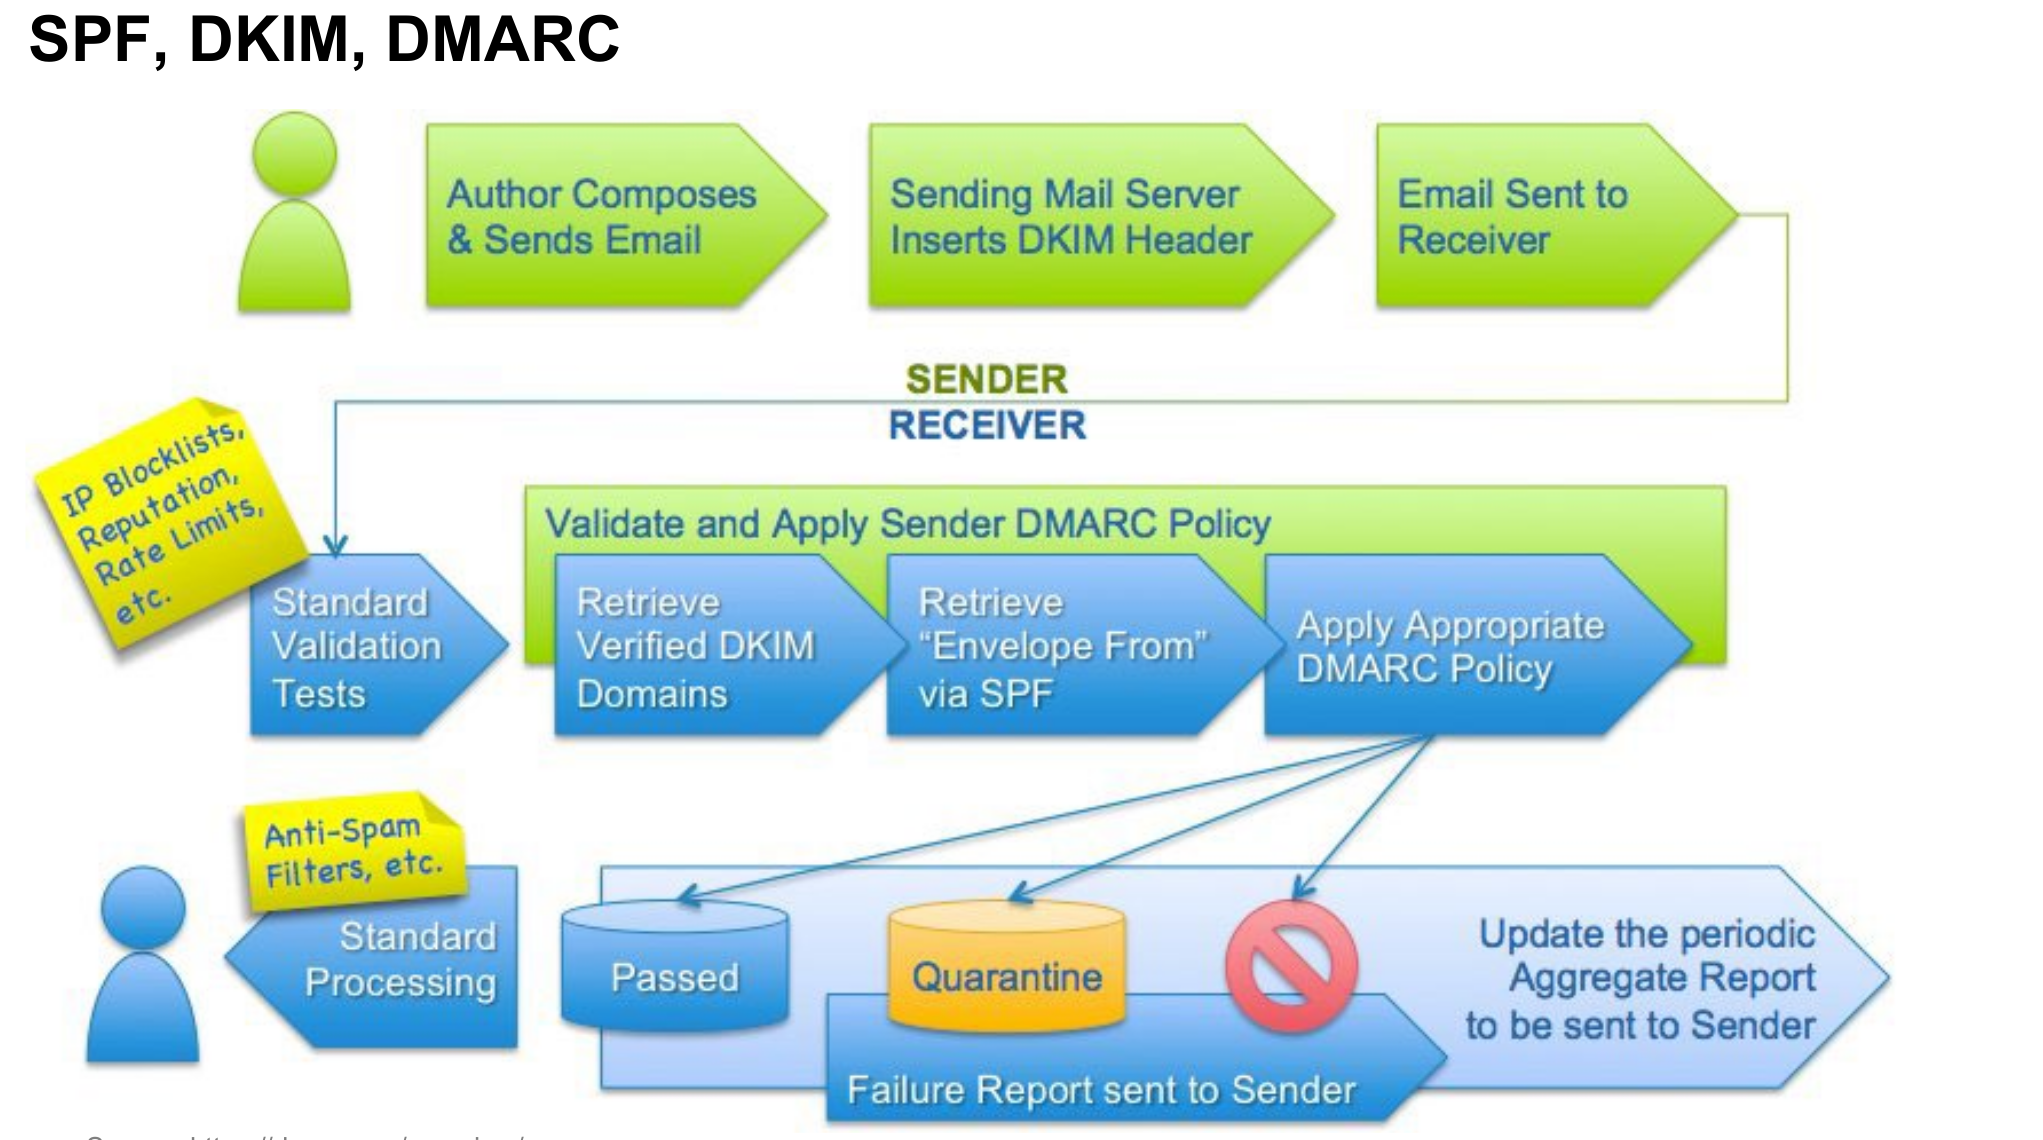 SPF, DKIM, DMARC
Author Composes
& Sends Email
Sending Mail Server
Inserts DKIM Header
Email Sent to
Receiver
SENDER
RECEIVER
IP Blocklists,
Reputation,
Rate Limits,
etc.
Standard
Validation
Tests
Validate and Apply Sender DMARC Policy
Retrieve
Verified DKIM
Domains
Retrieve
“Envelope From”
via SPF
Apply Appropriate
DMARC Policy
Anti-Spam
Filters, etc.
Standard
Processing
Passed
Quarantine
Update the periodic
Aggregate Report
to be sent to Sender
Failure Report sent to Sender